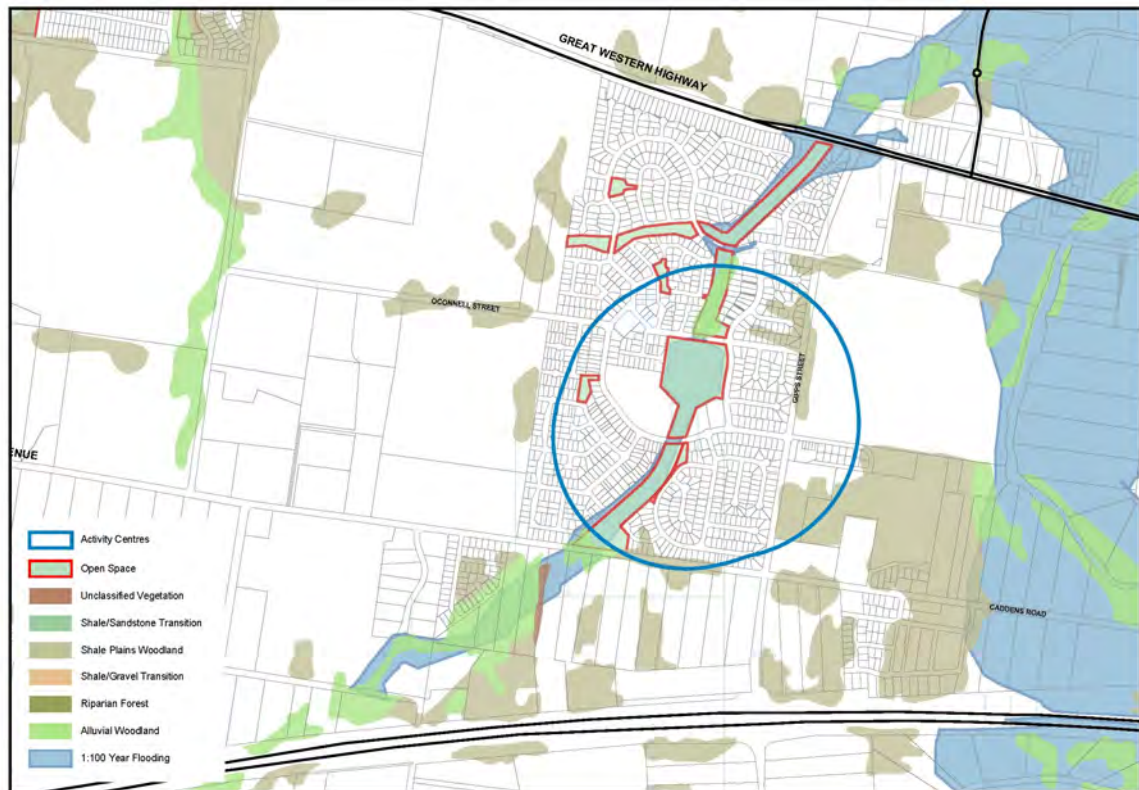 GREAT WESTERN HIGHWAY
OCONNELL STREET
GIPPS STREET
ENUE
CADDENS ROAD
Activity Centres
Open Space
Unclassified Vegetation
Shale/Sandstone Transition
Shale Plains Woodland
Shale/Gravel Transition
Riparian Forest
Alluvial Woodland
1:100 Year Flooding